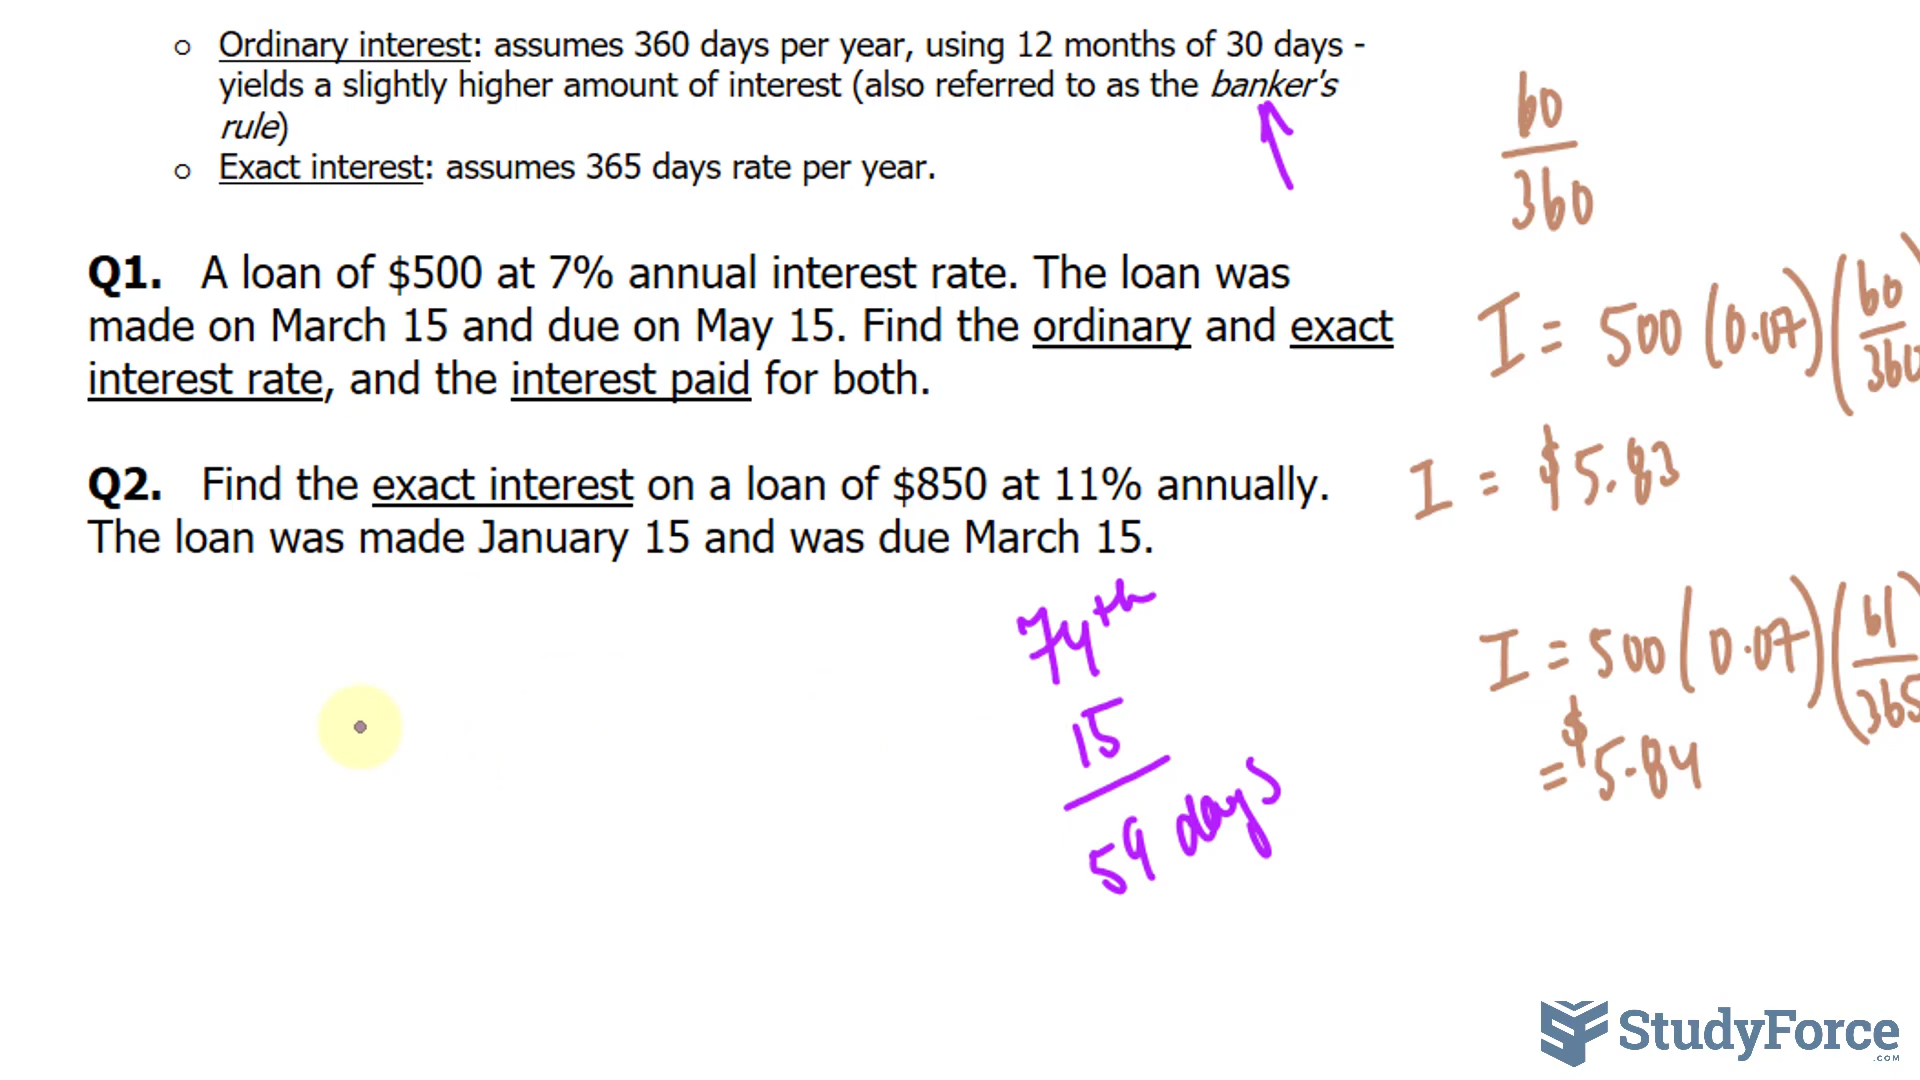 ○ Ordinary interest: assumes 360 days per year, using 12 months of 30 days -
yields a slightly higher amount of interest (also referred to as the banker's
rule)
○ Exact interest: assumes 365 days rate per year.
Q1. A loan of $500 at 7% annual interest rate. The loan was
made on March 15 and due on May 15. Find the ordinary and exact
interest rate, and the interest paid for both.
Q2. Find the exact interest on a loan of $850 at 11% annually.
The loan was made January 15 and was due March 15.
74th
15
59 days
60
360
I = 500 (0.07) (60/360)
I = $5.83
I = 500 (0.07) (61/365)
= $5.84
StudyForce
.COM